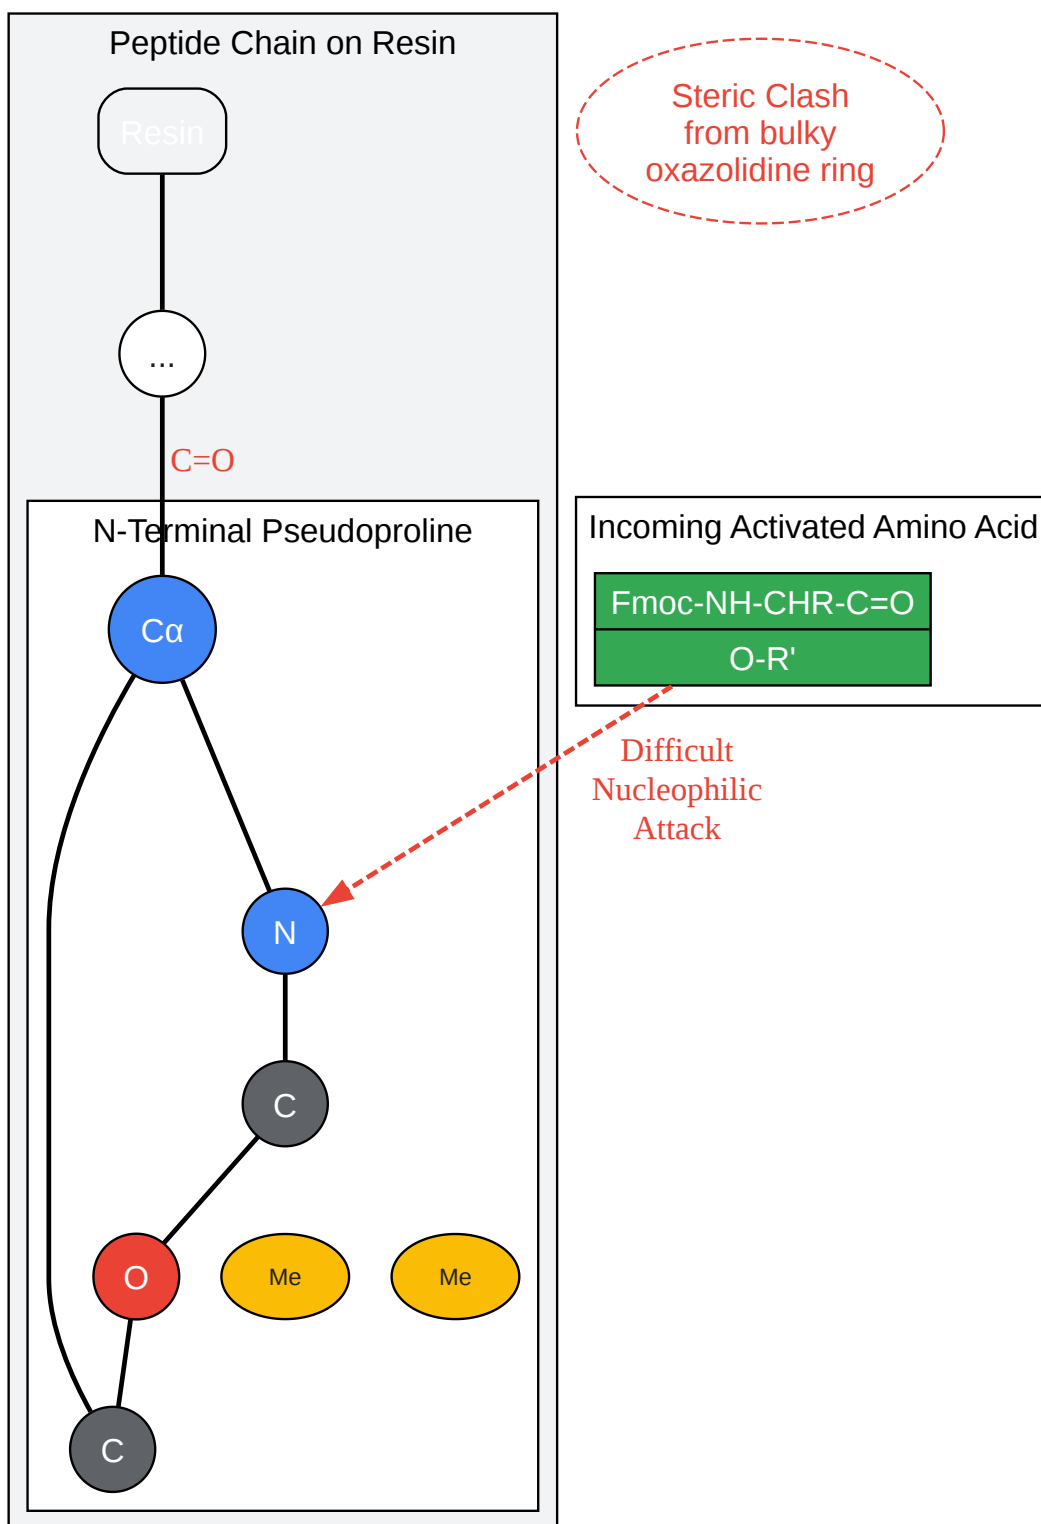 Peptide Chain on Resin
Resin
...
C=O
N-Terminal Pseudoproline
Cα
N
C
O
Me
Me
C
Steric Clash
from bulky
oxazolidine ring
Incoming Activated Amino Acid
Fmoc-NH-CHR-C=O
O-R'
Difficult
Nucleophilic
Attack